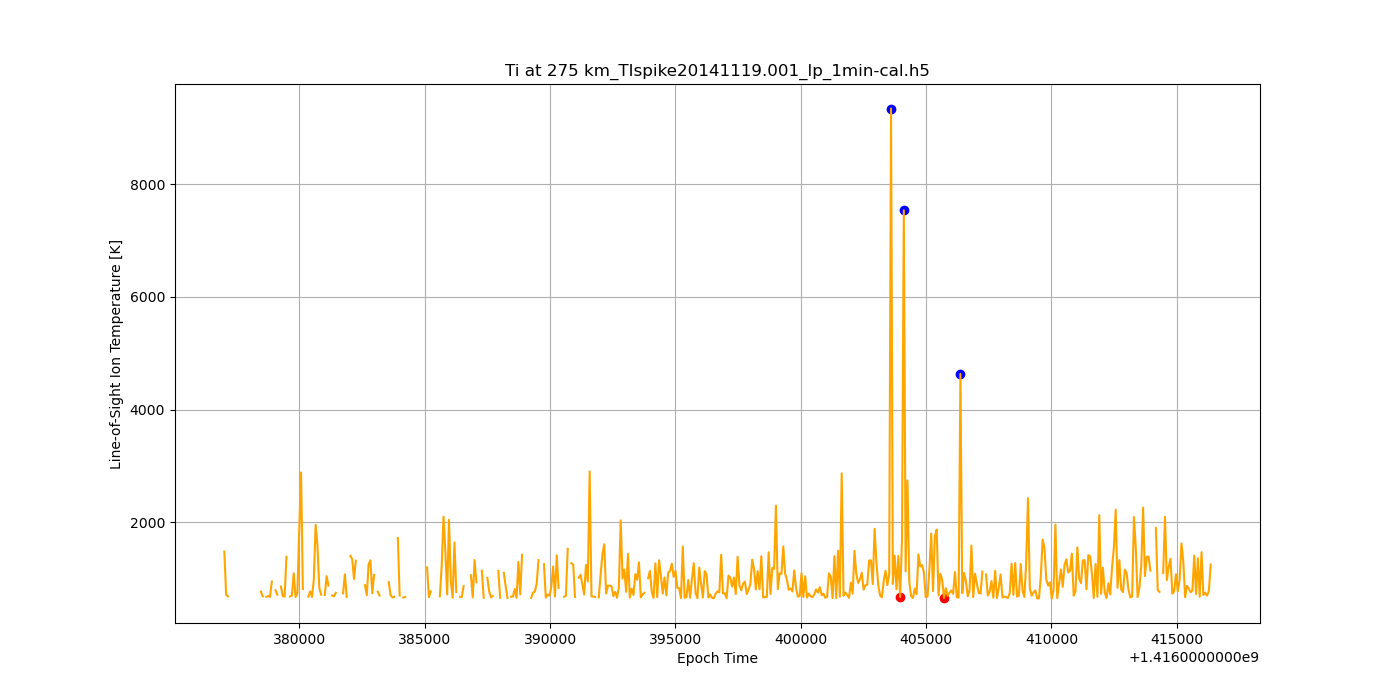 Ti at 275 km_TIspike20141119.001_lp_1min-cal.h5
Line-of-Sight Ion Temperature [K]
8000
6000
4000
2000
380000 385000 390000 395000 400000 405000 410000 415000
Epoch Time
+1.4160000000e9